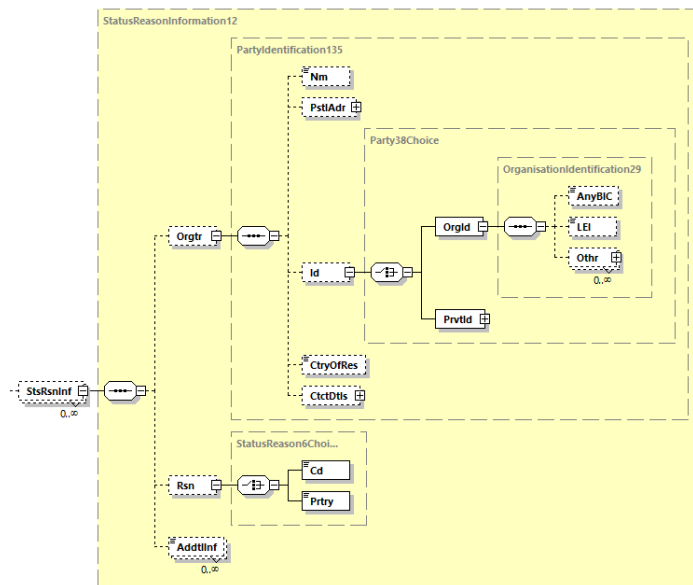 StatusReasonInformation12
PartyIdentification135
Nm
PstlAdr
Party38Choice
OrganisationIdentification29
AnyBIC
OrgId
LEI
Orgtr
Othr
0..∞
Id
PrvtId
CtryOfRes
StsRsnInf
CtctDtls
0..∞
StatusReason6Choi...
Cd
Rsn
Prtry
AddtlInf
0..∞